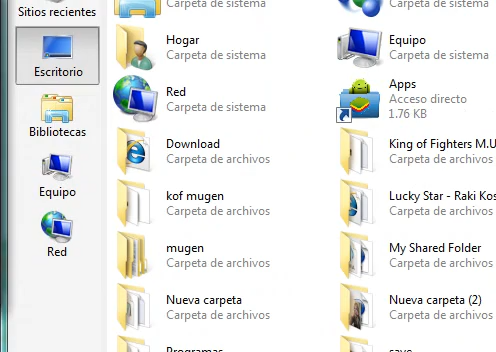 Sitios recientes
Escritorio
Bibliotecas
Equipo
Red
Carpeta de sistema
Carpeta de sistema
Hogar
Carpeta de sistema
Equipo
Carpeta de sistema
Red
Carpeta de sistema
Apps
Acceso directo
1.76 KB
Download
Carpeta de archivos
King of Fighters M.U
Carpeta de archivos
kof mugen
Carpeta de archivos
Lucky Star - Raki Kos
Carpeta de archivos
mugen
Carpeta de archivos
My Shared Folder
Carpeta de archivos
Nueva carpeta
Carpeta de archivos
Nueva carpeta (2)
Carpeta de archivos
Programas
save